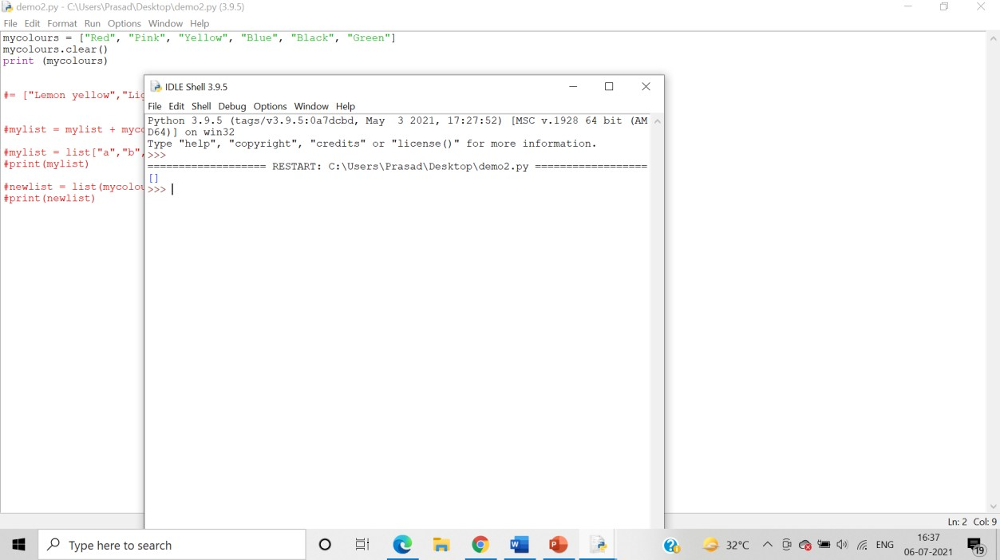 demo2.py - C:\Users\Prasad\Desktop\demo2.py (3.9.5)
File Edit Format Run Options Window Help
mycolours = ["Red", "Pink", "Yellow", "Blue", "Black", "Green"]
mycolours.clear()
print (mycolours)
#= ["Lemon yellow",
#mylist = mylist +
#mylist = list["a","b",
#print(mylist)
#newlist =
#print(newlist)
IDLE Shell 3.9.5
File Edit Shell Debug Options Window Help
Python 3.9.5 (tags/v3.9.5:0a7dcbd, May  3 2021, 17:27:52) [MSC v.1928 64 bit (AM
D64)] on win32
Type "help", "copyright", "credits" or "license()" for more information.
>>>
=================== RESTART: C:\Users\Prasad\Desktop\demo2.py ==================
[]
>>>
Ln: 2 Col: 9
Type here to search
W
P
32°C
ENG
16:37
06-07-2021
19